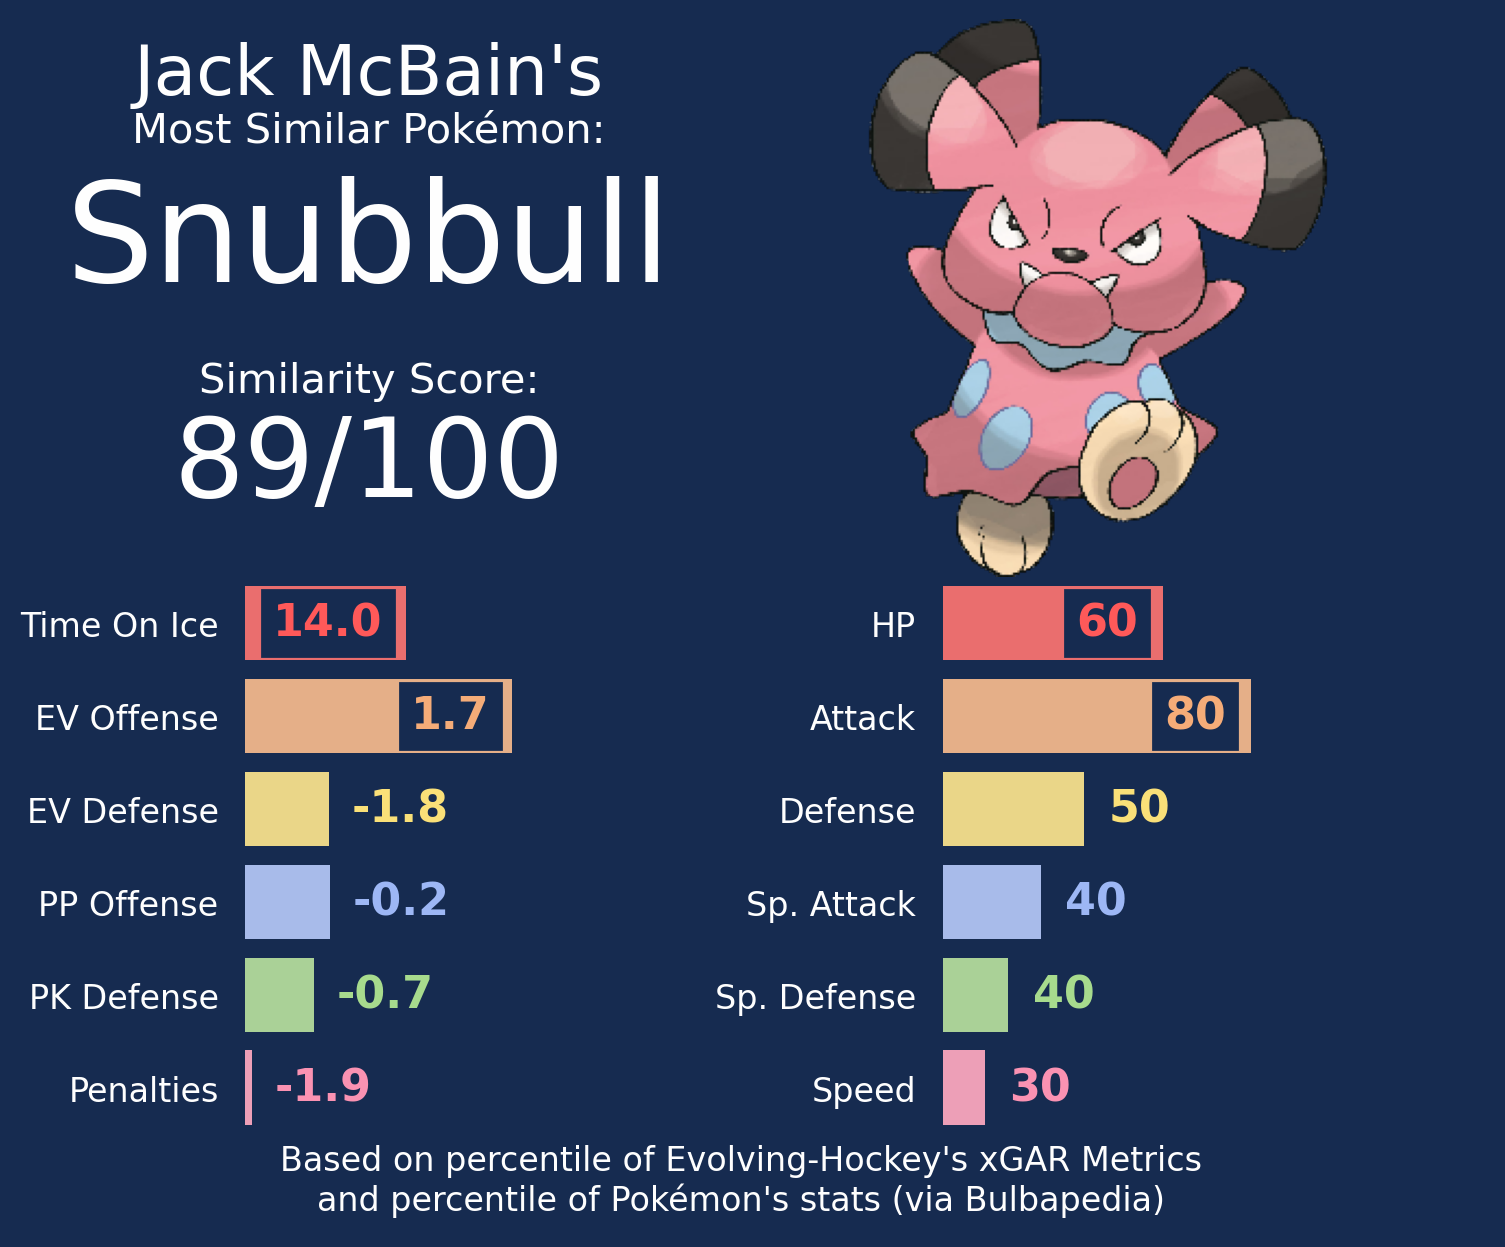 Jack McBain's
Most Similar Pokémon:
Snubbull
Similarity Score:
89/100
Time On Ice 14.0
EV Offense 1.7
EV Defense -1.8
PP Offense -0.2
PK Defense -0.7
Penalties -1.9
HP 60
Attack 80
Defense 50
Sp. Attack 40
Sp. Defense 40
Speed 30
Based on percentile of Evolving-Hockey's xGAR Metrics
and percentile of Pokémon's stats (via Bulbapedia)